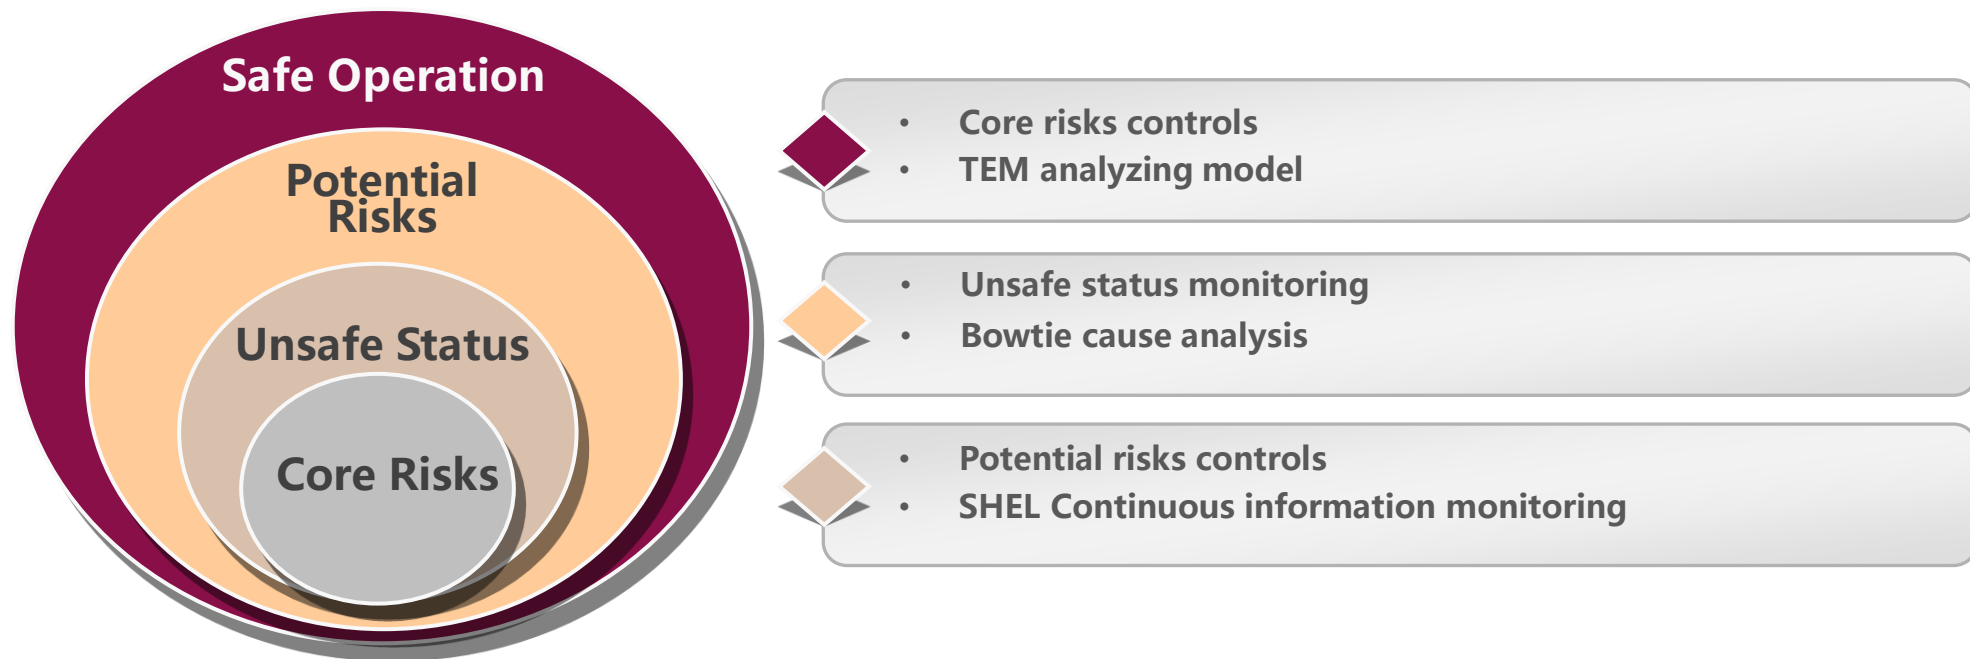 Safe Operation
Potential
Risks
Unsafe Status
Core Risks
• Core risks controls
• TEM analyzing model
• Unsafe status monitoring
• Bowtie cause analysis
• Potential risks controls
• SHEL Continuous information monitoring